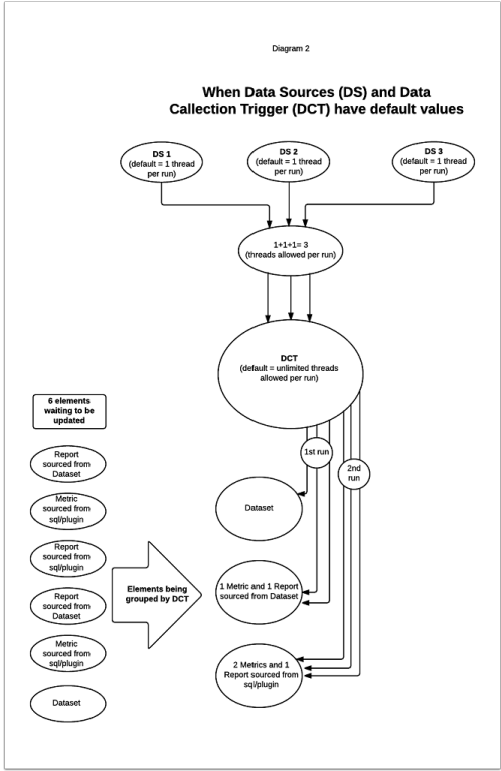 Diagram 2
When Data Sources (DS) and Data
Callection Trigger (DCT) have default values
DS 1
(default = 1 thread
per run)
DS 2
(default = 1 thread
per run)
DS 3
(default = 1 thread
per run)
1+1+1= 3
(threads allowed per run)
DCT
(default = unlimited threads
allowed per run)
6 elements
waiting to be
updated
1st run
2nd
run
Report
sourced from
Dataset
Metric
sourced from
sql/plugin
Report
sourced from
sql/plugin
Report
sourced from
Dataset
Metric
sourced from
sql/plugin
Dataset
Elements being
grouped by DCT
Dataset
1 Metric and 1 Report
sourced from Dataset
2 Metrics and 1
Report sourced from
sql/plugin